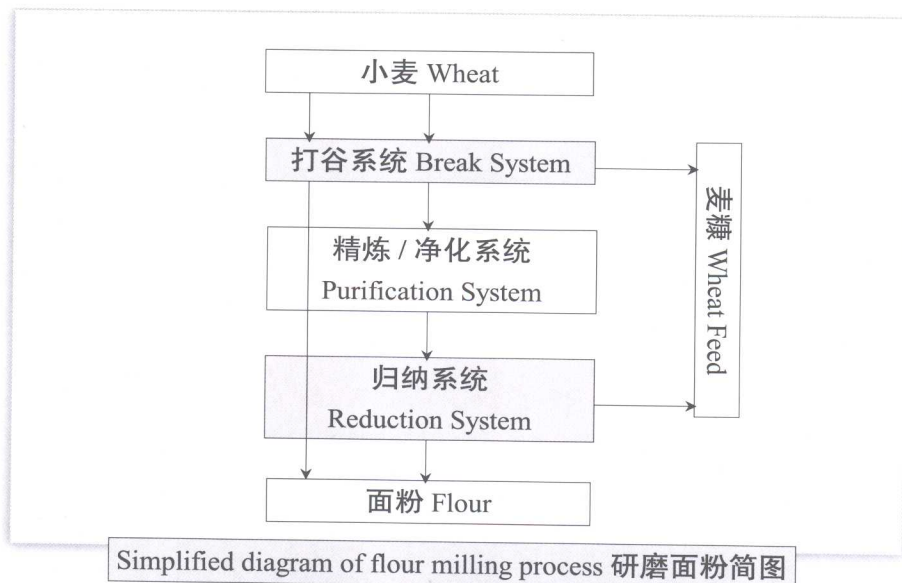 小麦 Wheat
打谷系统 Break System
精炼 / 净化系统
Purification System
归纳系统
Reduction System
面粉 Flour
麦糠 Wheat Feed
Simplified diagram of flour milling process 研磨面粉简图